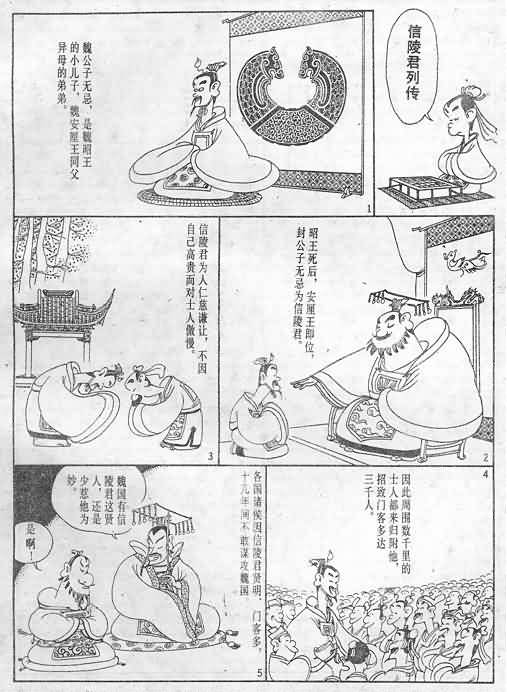 信陵君列传
魏公子无忌，是魏昭王
的小儿子，魏安厘王同父
异母的弟弟。
1
昭王死后，安厘王即位，
封公子无忌为信陵君。
2
信陵君为人仁慈谦让，不因
自己高贵而对士人傲慢。
3
因此周围数千里的
士人都来归附他，
招致门客多达
三千人。
4
各国诸侯因信陵君贤明，门客多，
十几年间不敢谋攻魏国。
魏国有信
陵君这贤
人，还是
少惹他为
妙。
是啊！
5